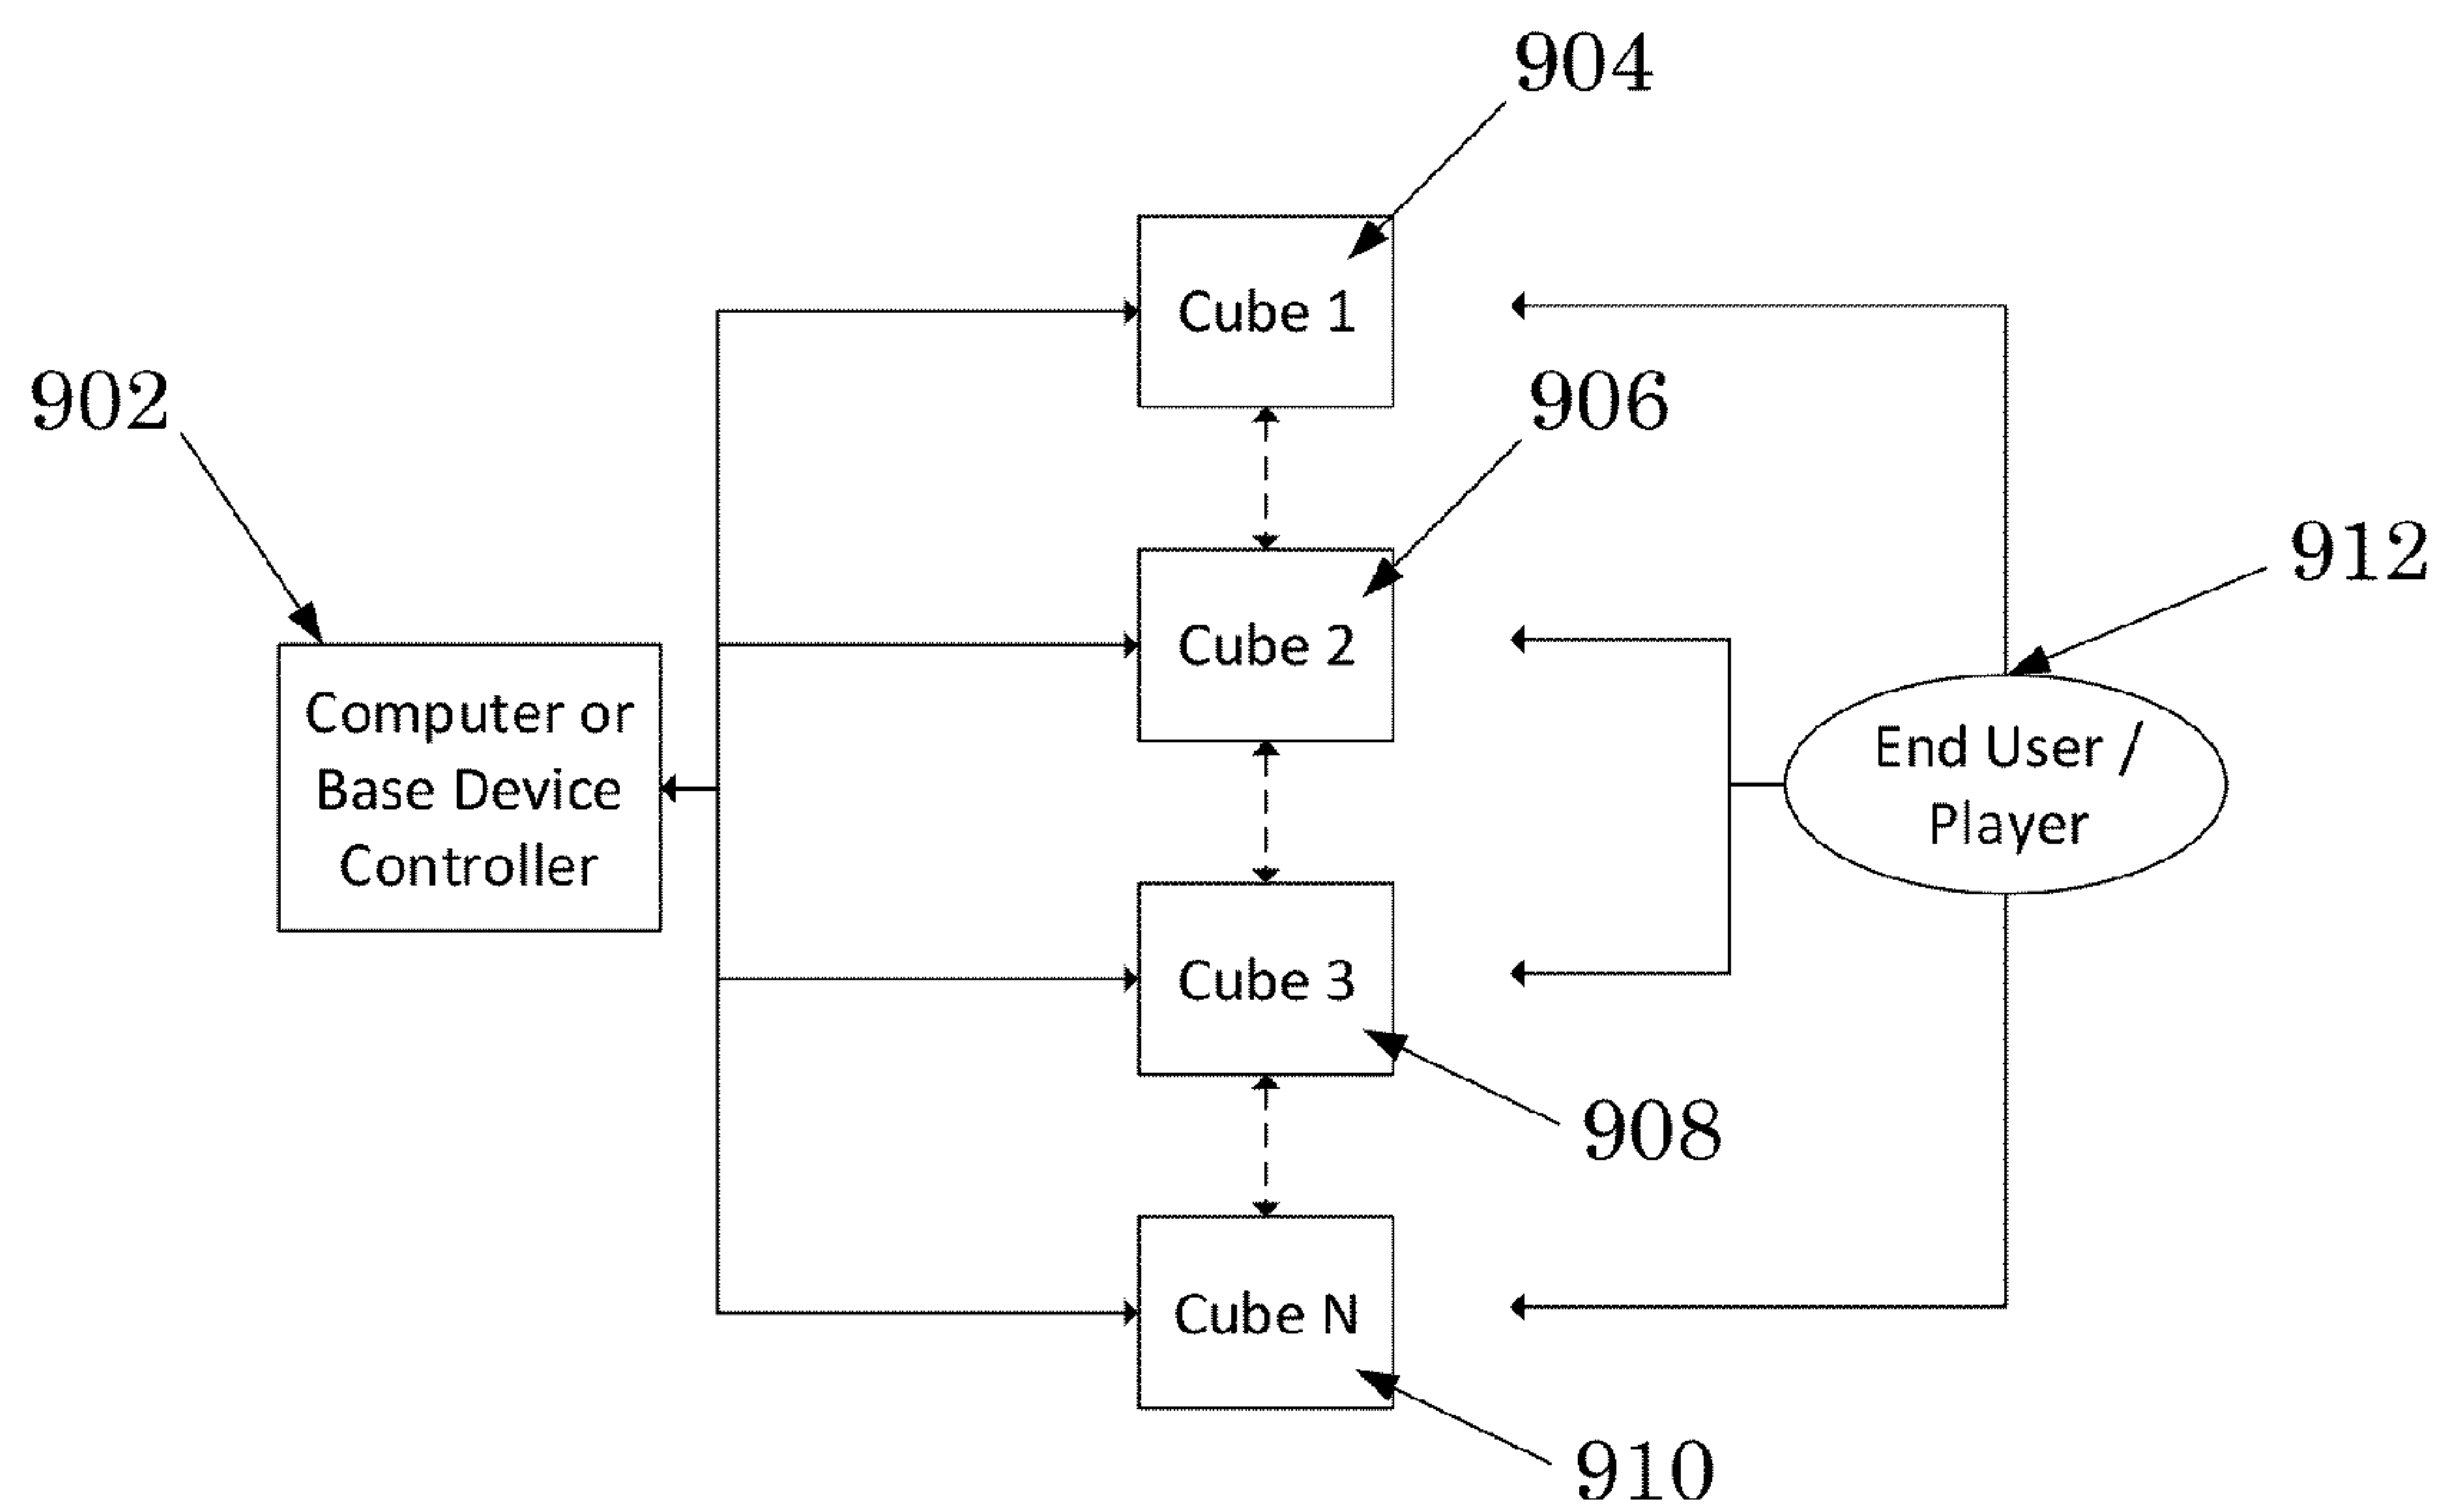 904
Cube 1
906
902
912
Cube 2
Computer or
Base Device
Controller
End User /
Player
Cube 3
908
Cube N
910